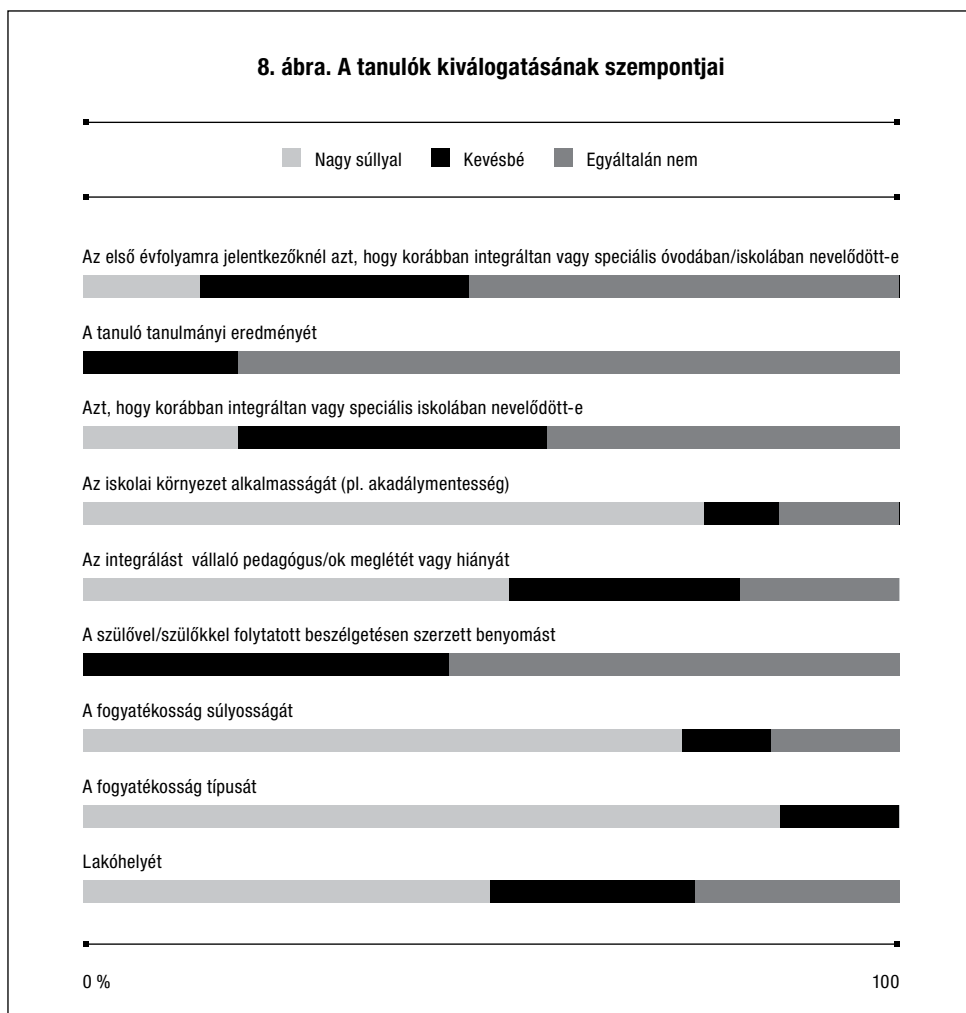 8. ábra. A tanulók kiválogatásának szempontjai
Nagy súllyal Kevésbé Egyáltalán nem
Az első évfolyamra jelentkezőknél azt, hogy korábban integráltan vagy speciális óvodában/iskolában nevelődött-e
A tanuló tanulmányi eredményét
Azt, hogy korábban integráltan vagy speciális iskolában nevelődött-e
Az iskolai környezet alkalmasságát (pl. akadálymentesség)
Az integrálást vállaló pedagógus/ok meglétét vagy hiányát
A szülővel/szülőkkel folytatott beszélgetésen szerzett benyomást
A fogyatékosság súlyosságát
A fogyatékosság típusát
Lakóhelyét
0 % 100